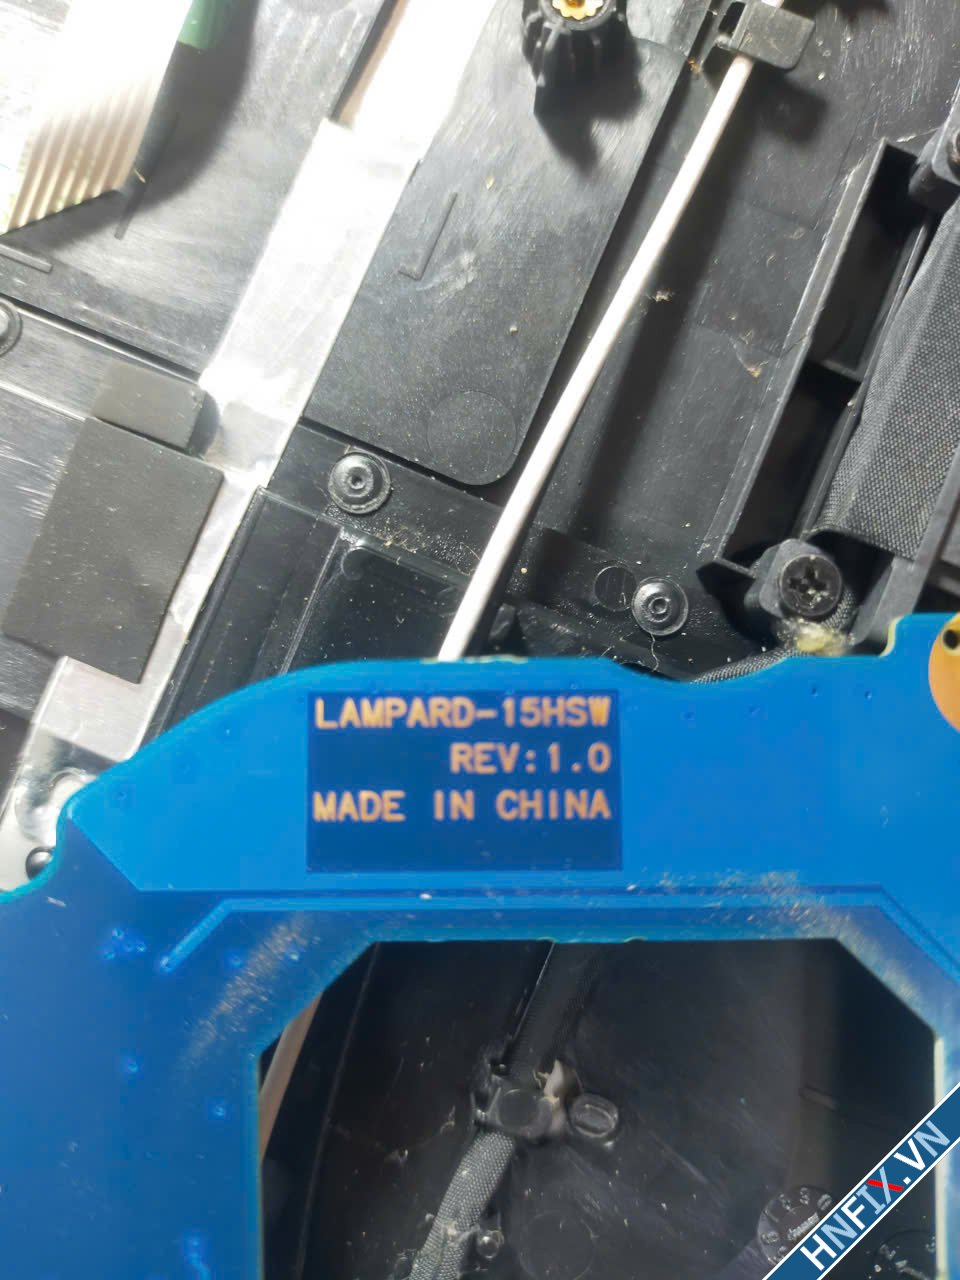 LAMPARD-15HSW
REV:1.0
MADE IN CHINA
HNFIX.VN